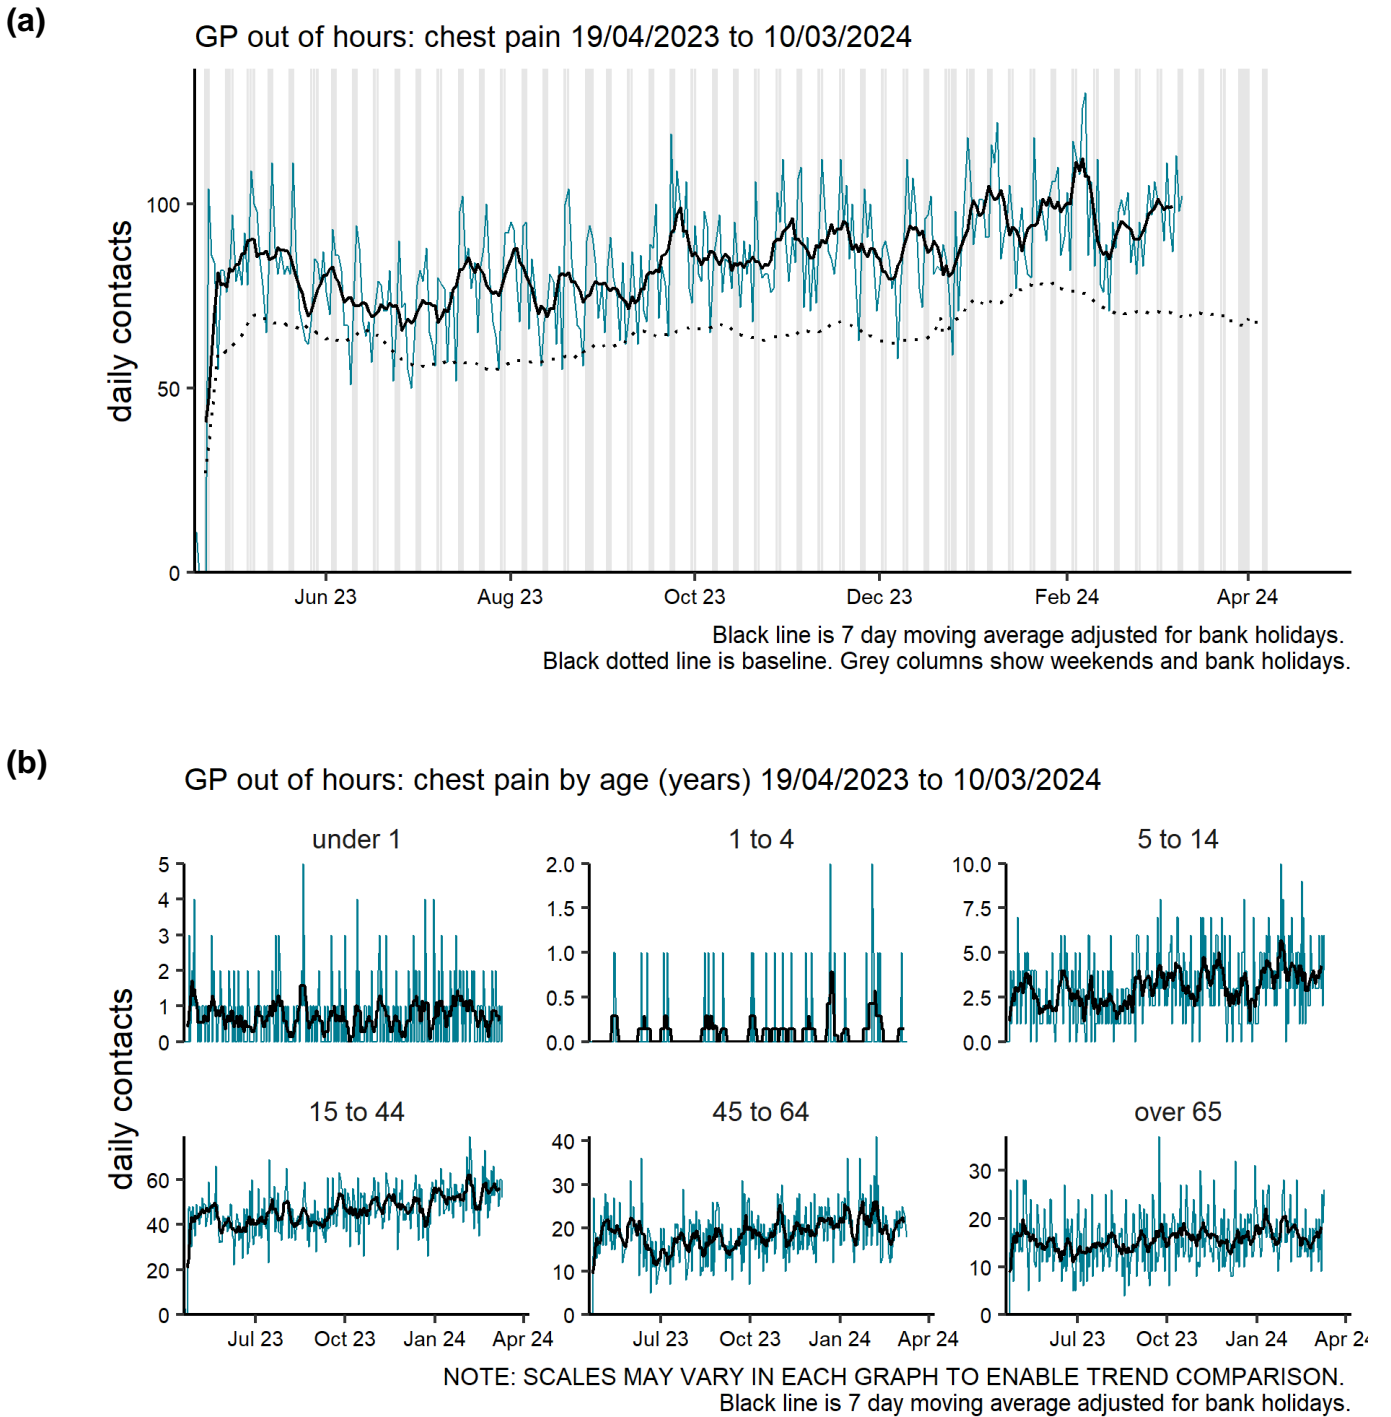 (a)
GP out of hours: chest pain 19/04/2023 to 10/03/2024
daily contacts
100
50
0
Jun 23 Aug 23 Oct 23 Dec 23 Feb 24 Apr 24
Black line is 7 day moving average adjusted for bank holidays.
Black dotted line is baseline. Grey columns show weekends and bank holidays.
(b)
GP out of hours: chest pain by age (years) 19/04/2023 to 10/03/2024
daily contacts
under 1
5
4
3
2
1
0
1 to 4
2.0
1.5
1.0
0.5
0.0
5 to 14
10.0
7.5
5.0
2.5
0.0
15 to 44
60
40
20
0
Jul 23 Oct 23 Jan 24 Apr 24
45 to 64
40
30
20
10
0
Jul 23 Oct 23 Jan 24 Apr 24
over 65
30
20
10
0
Jul 23 Oct 23 Jan 24 Apr
NOTE: SCALES MAY VARY IN EACH GRAPH TO ENABLE TREND COMPARISON.
Black line is 7 day moving average adjusted for bank holidays.